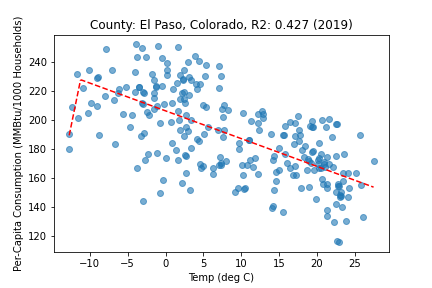 County: El Paso, Colorado, R2: 0.427 (2019)
Per-Capita Consumption (MMBtu/1000 Households)
240
220
200
180
160
140
120
−10 −5 0 5 10 15 20 25
Temp (deg C)